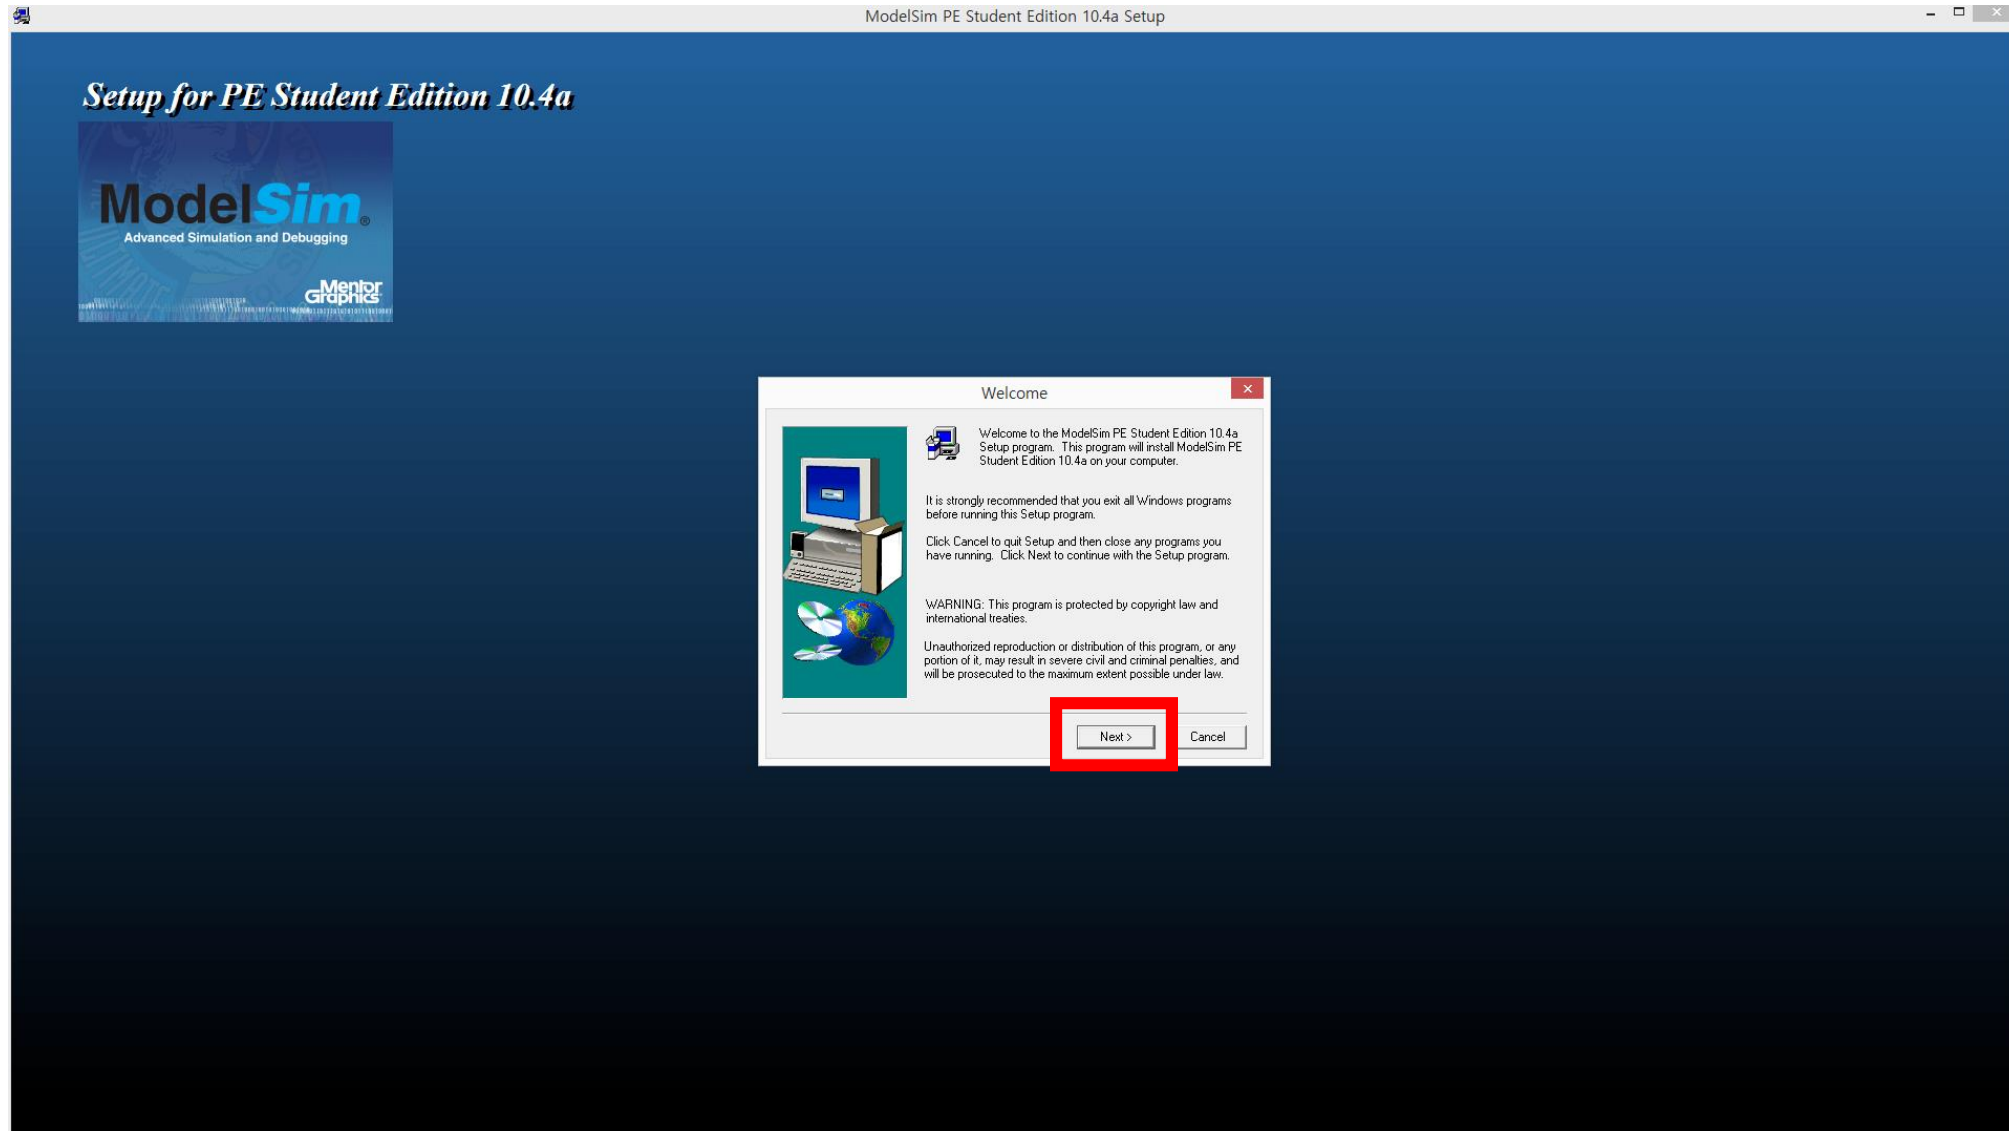 ModelSim PE Student Edition 10.4a Setup
Setup for PE Student Edition 10.4a
ModelSim®
Advanced Simulation and Debugging
Mentor
Graphics
Welcome
Welcome to the ModelSim PE Student Edition 10.4a
Setup program. This program will install ModelSim PE
Student Edition 10.4a on your computer.
It is strongly recommended that you exit all Windows programs
before running this Setup program.
Click Cancel to quit Setup and then close any programs you
have running. Click Next to continue with the Setup program.
WARNING: This program is protected by copyright law and
international treaties.
Unauthorized reproduction or distribution of this program, or any
portion of it, may result in severe civil and criminal penalties, and
will be prosecuted to the maximum extent possible under law.
Next >
Cancel